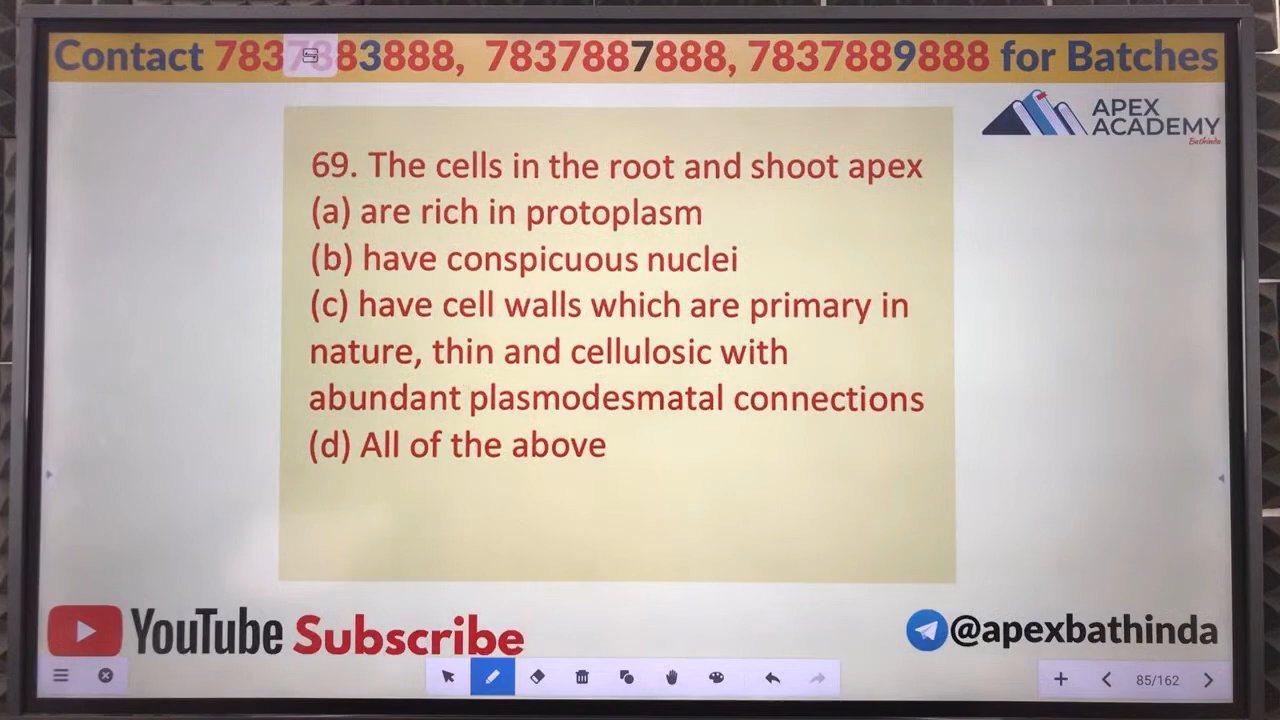 Contact 7837883888, 7837887888, 7837889888 for Batches
APEX
ACADEMY
Bathinda
69. The cells in the root and shoot apex
(a) are rich in protoplasm
(b) have conspicuous nuclei
(c) have cell walls which are primary in
nature, thin and cellulosic with
abundant plasmodesmatal connections
(d) All of the above
YouTube Subscribe
@apexbathinda
85/162